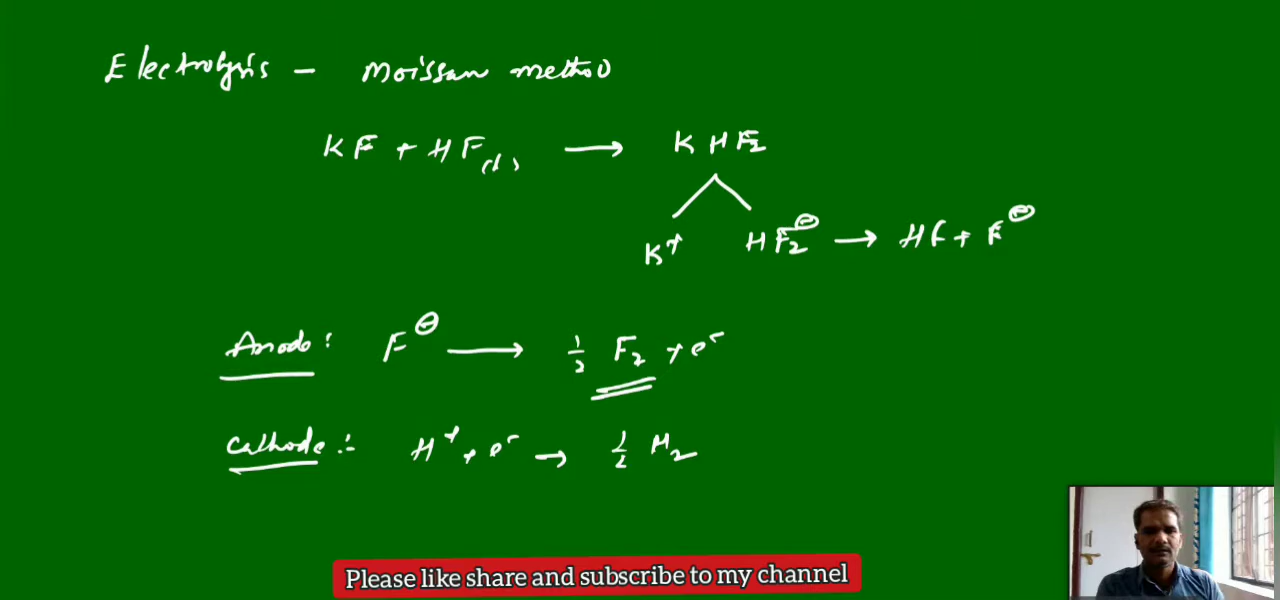 Electrolysis - Moissan method
KF + HF(l) → KHF₂
K⁺ HF₂⊖ → HF + F⊖
Anode: F⊖ → ½ F₂ + e⁻
Cathode: H⁺ + e⁻ → ½ H₂
Please like share and subscribe to my channel